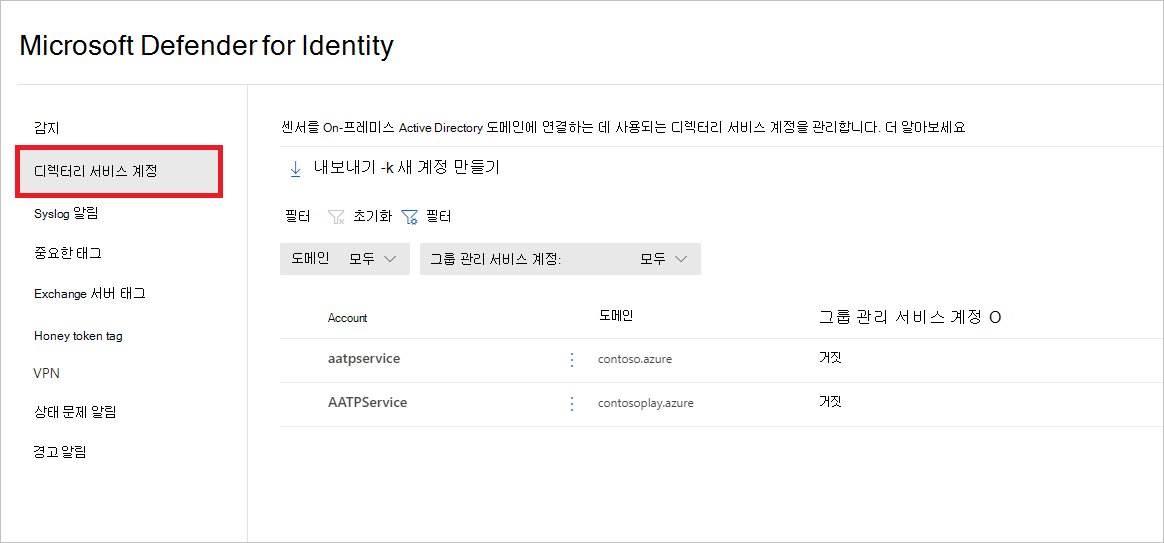 Microsoft Defender for Identity
감지
디렉터리 서비스 계정
Syslog 알림
중요한 태그
Exchange 서버 태그
Honey token tag
VPN
상태 문제 알림
경고 알림
센서를 On-프레미스 Active Directory 도메인에 연결하는 데 사용되는 디렉터리 서비스 계정을 관리합니다. 더 알아보세요
내보내기 -k 새 계정 만들기
필터 초기화 필터
도메인 모두 그룹 관리 서비스 계정: 모두
Account 도메인 그룹 관리 서비스 계정 O
aatpservice contoso.azure 거짓
AATPService contosoplay.azure 거짓